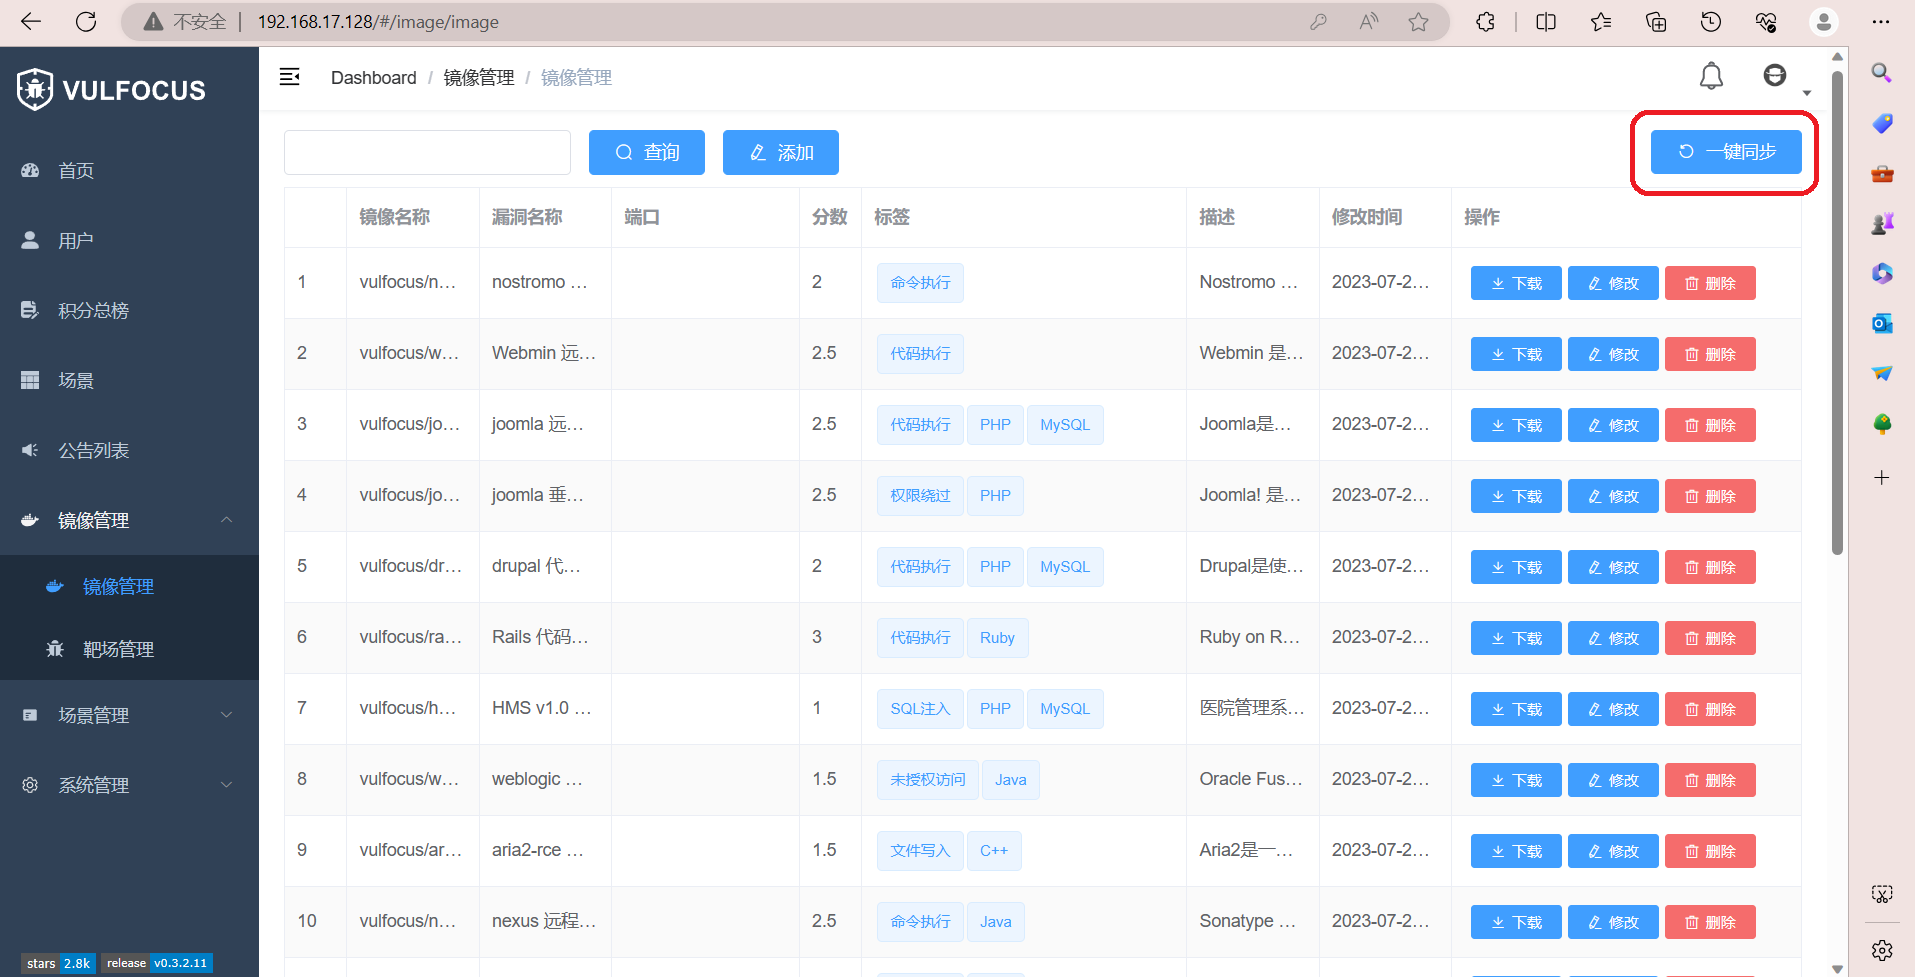 不安全 192.168.17.128/#/image/image
VULFOCUS
Dashboard / 镜像管理 / 镜像管理
查询 添加 一键同步
首页
用户
积分总榜
场景
公告列表
镜像管理
镜像管理
靶场管理
场景管理
系统管理
stars 2.8k release v0.3.2.11
镜像名称 漏洞名称 端口 分数 标签 描述 修改时间 操作
1 vulfocus/n... nostromo ... 2 命令执行 Nostromo ... 2023-07-2... 下载 修改 删除
2 vulfocus/w... Webmin 远... 2.5 代码执行 Webmin 是... 2023-07-2... 下载 修改 删除
3 vulfocus/jo... joomla 远... 2.5 代码执行 PHP MySQL Joomla是... 2023-07-2... 下载 修改 删除
4 vulfocus/jo... joomla 垂... 2.5 权限绕过 PHP Joomla! 是... 2023-07-2... 下载 修改 删除
5 vulfocus/dr... drupal 代... 2 代码执行 PHP MySQL Drupal是使... 2023-07-2... 下载 修改 删除
6 vulfocus/ra... Rails 代码... 3 代码执行 Ruby Ruby on R... 2023-07-2... 下载 修改 删除
7 vulfocus/h... HMS v1.0 ... 1 SQL注入 PHP MySQL 医院管理系... 2023-07-2... 下载 修改 删除
8 vulfocus/w... weblogic ... 1.5 未授权访问 Java Oracle Fus... 2023-07-2... 下载 修改 删除
9 vulfocus/ar... aria2-rce ... 1.5 文件写入 C++ Aria2是一... 2023-07-2... 下载 修改 删除
10 vulfocus/n... nexus 远程... 2.5 命令执行 Java Sonatype ... 2023-07-2... 下载 修改 删除